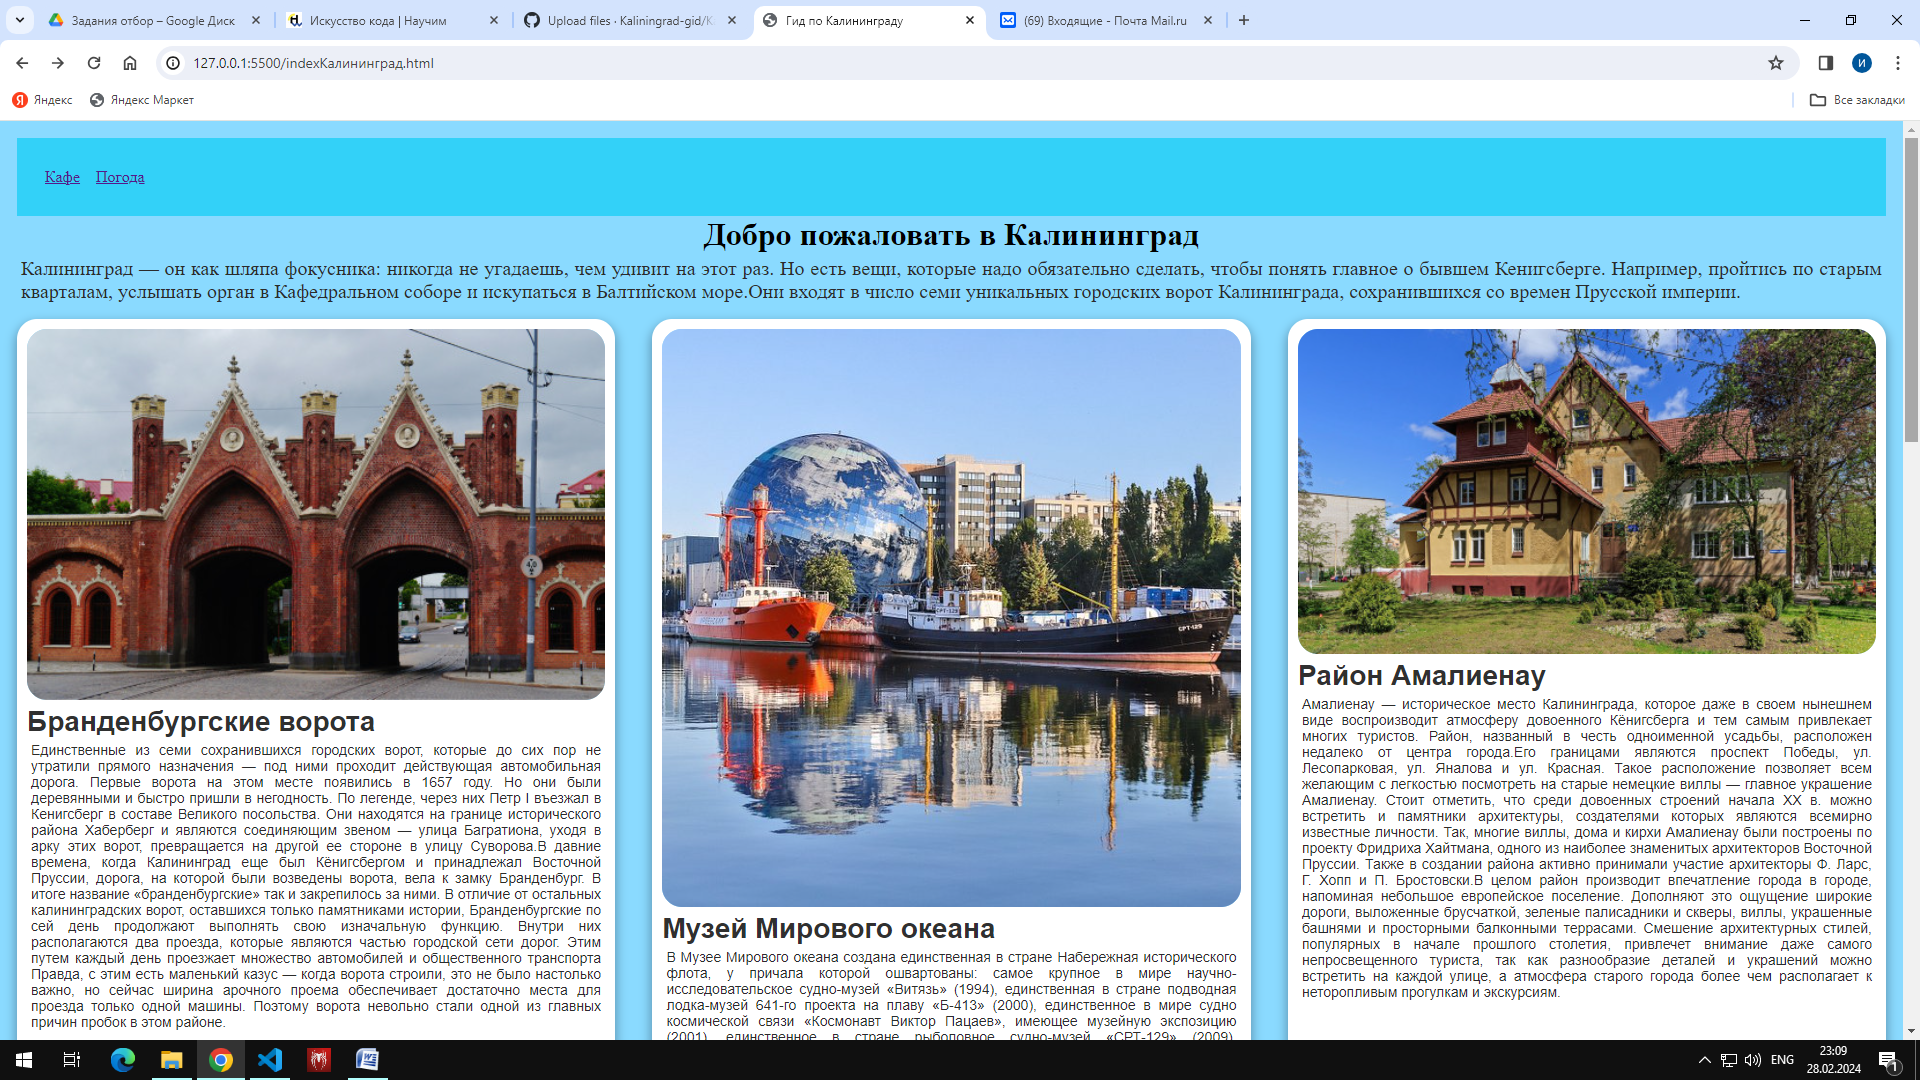 Задания отбор – Google Диск
Искусство кода | Научим
Upload files · Kaliningrad-gid/K
Гид по Калининграду
(69) Входящие - Почта Mail.ru
127.0.0.1:5500/indexКалининград.html
И
Яндекс
Яндекс Маркет
Все закладки
Кафе Погода
Добро пожаловать в Калининград
Калининград — он как шляпа фокусника: никогда не угадаешь, чем удивит на этот раз. Но есть вещи, которые надо обязательно сделать, чтобы понять главное о бывшем Кенигсберге. Например, пройтись по старым
кварталам, услышать орган в Кафедральном соборе и искупаться в Балтийском море.Они входят в число семи уникальных городских ворот Калининграда, сохранившихся со времен Прусской империи.
Бранденбургские ворота
Единственные из семи сохранившихся городских ворот, которые до сих пор не
утратили прямого назначения — под ними проходит действующая автомобильная
дорога. Первые ворота на этом месте появились в 1657 году. Но они были
деревянными и быстро пришли в негодность. По легенде, через них Петр I въезжал в
Кенигсберг в составе Великого посольства. Они находятся на границе исторического
района Хаберберг и являются соединяющим звеном — улица Багратиона, уходя в
арку этих ворот, превращается на другой ее стороне в улицу Суворова.В давние
времена, когда Калининград еще был Кёнигсбергом и принадлежал Восточной
Пруссии, дорога, на которой были возведены ворота, вела к замку Бранденбург. В
итоге название «бранденбургские» так и закрепилось за ними. В отличие от остальных
калининградских ворот, оставшихся только памятниками истории, Бранденбургские по
сей день продолжают выполнять свою изначальную функцию. Внутри них
располагаются два проезда, которые являются частью городской сети дорог. Этим
путем каждый день проезжает множество автомобилей и общественного транспорта
Правда, с этим есть маленький казус — когда ворота строили, это не было настолько
важно, но сейчас ширина арочного проема обеспечивает достаточно места для
проезда только одной машины. Поэтому ворота невольно стали одной из главных
причин пробок в этом районе.
СРТ-129
СРТ-129
Музей Мирового океана
В Музее Мирового океана создана единственная в стране Набережная исторического
флота, у причала которой ошвартованы: самое крупное в мире научно-
исследовательское судно-музей «Витязь» (1994), единственная в стране подводная
лодка-музей 641-го проекта на плаву «Б-413» (2000), единственное в мире судно
космической связи «Космонавт Виктор Пацаев», имеющее музейную экспозицию
(2001), единственное в стране рыболовное судно-музей «СРТ-129» (2009),
Район Амалиенау
Амалиенау — историческое место Калининграда, которое даже в своем нынешнем
виде воспроизводит атмосферу довоенного Кёнигсберга и тем самым привлекает
многих туристов. Район, названный в честь одноименной усадьбы, расположен
недалеко от центра города.Его границами являются проспект Победы, ул.
Лесопарковая, ул. Яналова и ул. Красная. Такое расположение позволяет всем
желающим с легкостью посмотреть на старые немецкие виллы — главное украшение
Амалиенау. Стоит отметить, что среди довоенных строений начала XX в. можно
встретить и памятники архитектуры, создателями которых являются всемирно
известные личности. Так, многие виллы, дома и кирхи Амалиенау были построены по
проекту Фридриха Хайтмана, одного из наиболее знаменитых архитекторов Восточной
Пруссии. Также в создании района активно принимали участие архитекторы Ф. Ларс,
Г. Хопп и П. Бростовски.В целом район производит впечатление города в городе,
напоминая небольшое европейское поселение. Дополняют это ощущение широкие
дороги, выложенные брусчаткой, зеленые палисадники и скверы, виллы, украшенные
башнями и просторными балконными террасами. Смешение архитектурных стилей,
популярных в начале прошлого столетия, привлечет внимание даже самого
непросвещенного туриста, так как разнообразие деталей и украшений можно
встретить на каждой улице, а атмосфера старого города более чем располагает к
неторопливым прогулкам и экскурсиям.
ENG
23:09
28.02.2024
1